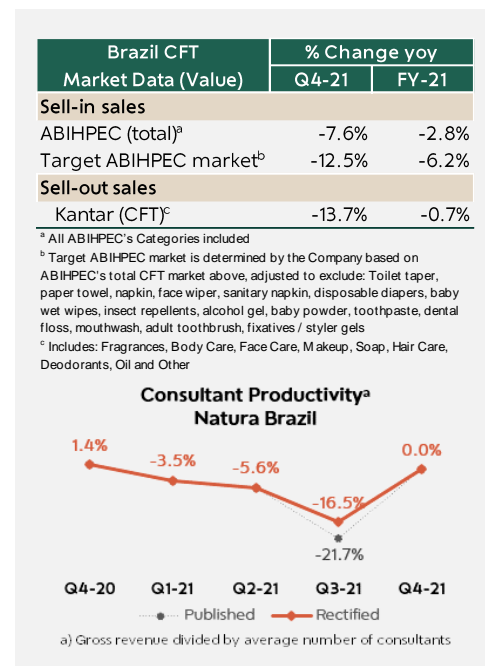 Brazil CFT % Change yoy
Market Data (Value) Q4-21 FY-21
Sell-in sales
ABIHPEC (total)ᵃ -7.6% -2.8%
Target ABIHPEC marketᵇ -12.5% -6.2%
Sell-out sales
Kantar (CFT)ᶜ -13.7% -0.7%
ᵃ All ABIHPEC's Categories included
ᵇ Target ABIHPEC market is determined by the Company based on
ABIHPEC's total CFT market above, adjusted to exclude: Toilet taper,
paper towel, napkin, face wiper, sanitary napkin, disposable diapers, baby
wet wipes, insect repellents, alcohol gel, baby powder, toothpaste, dental
floss, mouthwash, adult toothbrush, fixatives / styler gels
ᶜ Includes: Fragrances, Body Care, Face Care, Makeup, Soap, Hair Care,
Deodorants, Oil and Other
Consultant Productivityᵃ
Natura Brazil
1.4% -3.5% -5.6% -16.5% 0.0%
-21.7%
Q4-20 Q1-21 Q2-21 Q3-21 Q4-21
Published Rectified
a) Gross revenue divided by average number of consultants